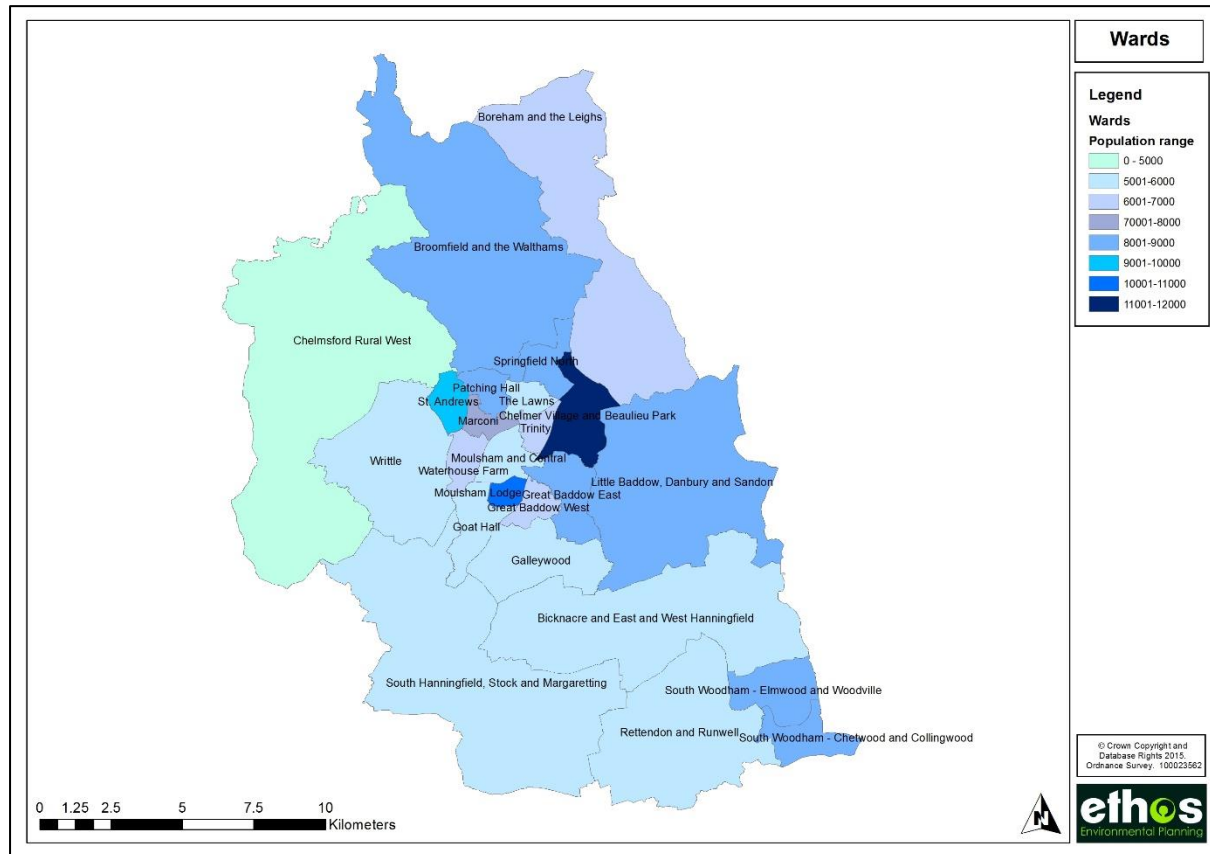 Wards
Legend
Wards
Population range
0 - 5000
5001-6000
6001-7000
70001-8000
8001-9000
9001-10000
10001-11000
11001-12000
Boreham and the Leighs
Broomfield and the Walthams
Chelmsford Rural West
Springfield North
Patching Hall
St. Andrews
The Lawns
Chelmer Village and Beaulieu Park
Marconi
Trinity
Writtle
Moulsham and Central
Waterhouse Farm
Little Baddow, Danbury and Sandon
Moulsham Lodge
Great Baddow East
Great Baddow West
Goat Hall
Galleywood
Bicknacre and East and West Hanningfield
South Hanningfield, Stock and Margaretting
South Woodham - Elmwood and Woodville
Rettendon and Runwell
South Woodham - Chetwood and Collingwood
0 1.25 2.5 5 7.5 10
Kilometers
N
© Crown Copyright and
Database Rights 2015.
Ordnance Survey. 100023562
ethos
Environmental Planning